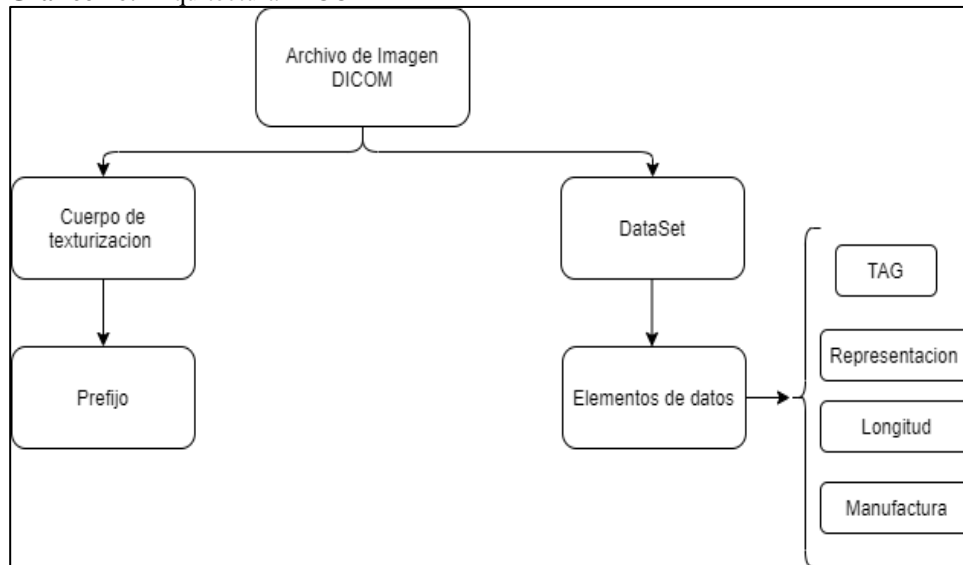 Archivo de Imagen
DICOM
Cuerpo de
texturizacion
DataSet
TAG
Representacion
Prefijo
Elementos de datos
Longitud
Manufactura